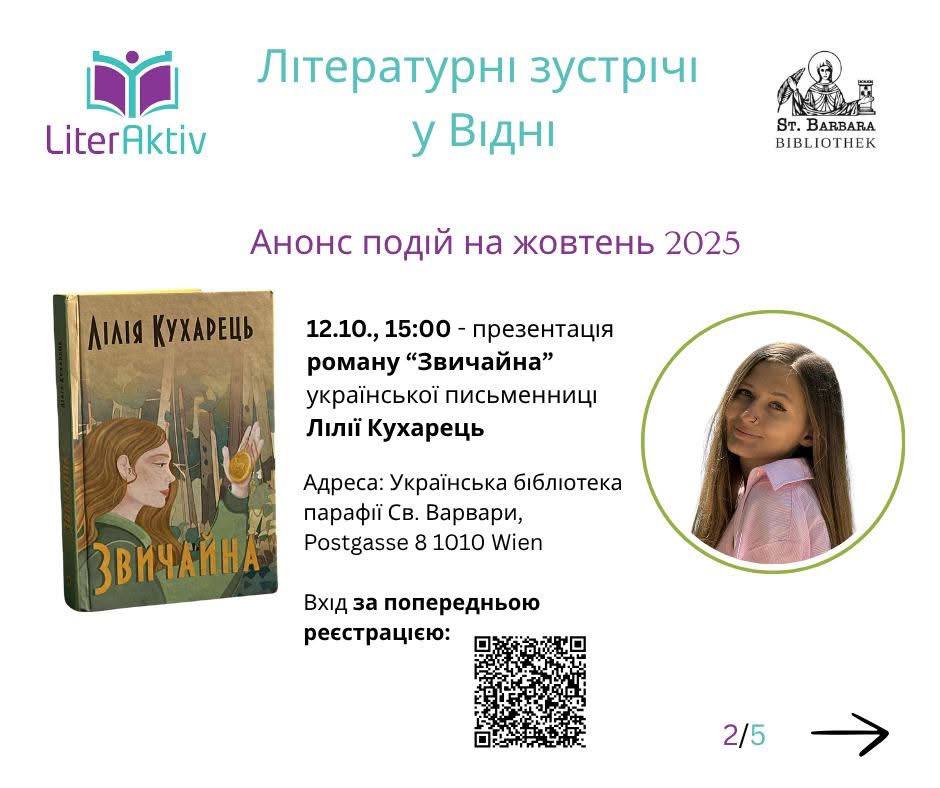 LiterAktiv
Літературні зустрічі
у Відні
ST. BARBARA
BIBLIOTHEK
Анонс подій на жовтень 2025
ЛІЛІЯ КУХАРЕЦЬ
ЗВИЧАЙНА
12.10., 15:00 - презентація
роману “Звичайна”
української письменниці
Лілії Кухарець
Адреса: Українська бібліотека
парафії Св. Варвари,
Postgasse 8 1010 Wien
Вхід за попередньою
реєстрацією:
2/5